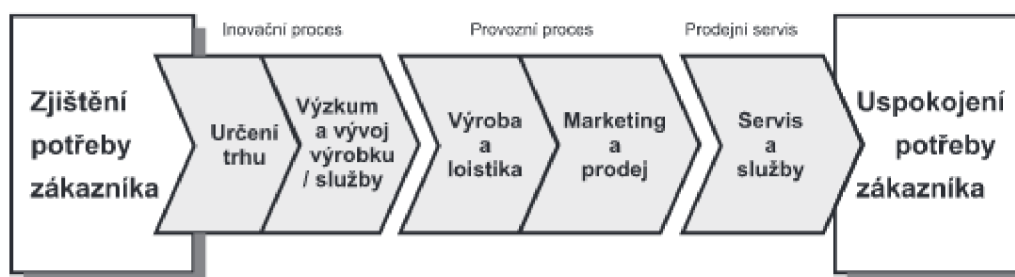 Inovační proces
Provozní proces
Prodejní servis
Zjištění
potřeby
zákazníka
Určení
trhu
Výzkum
a vývoj
výrobku
/ služby
Výroba
a
loistika
Marketing
a
prodej
Servis
a
služby
Uspokojení
potřeby
zákazníka